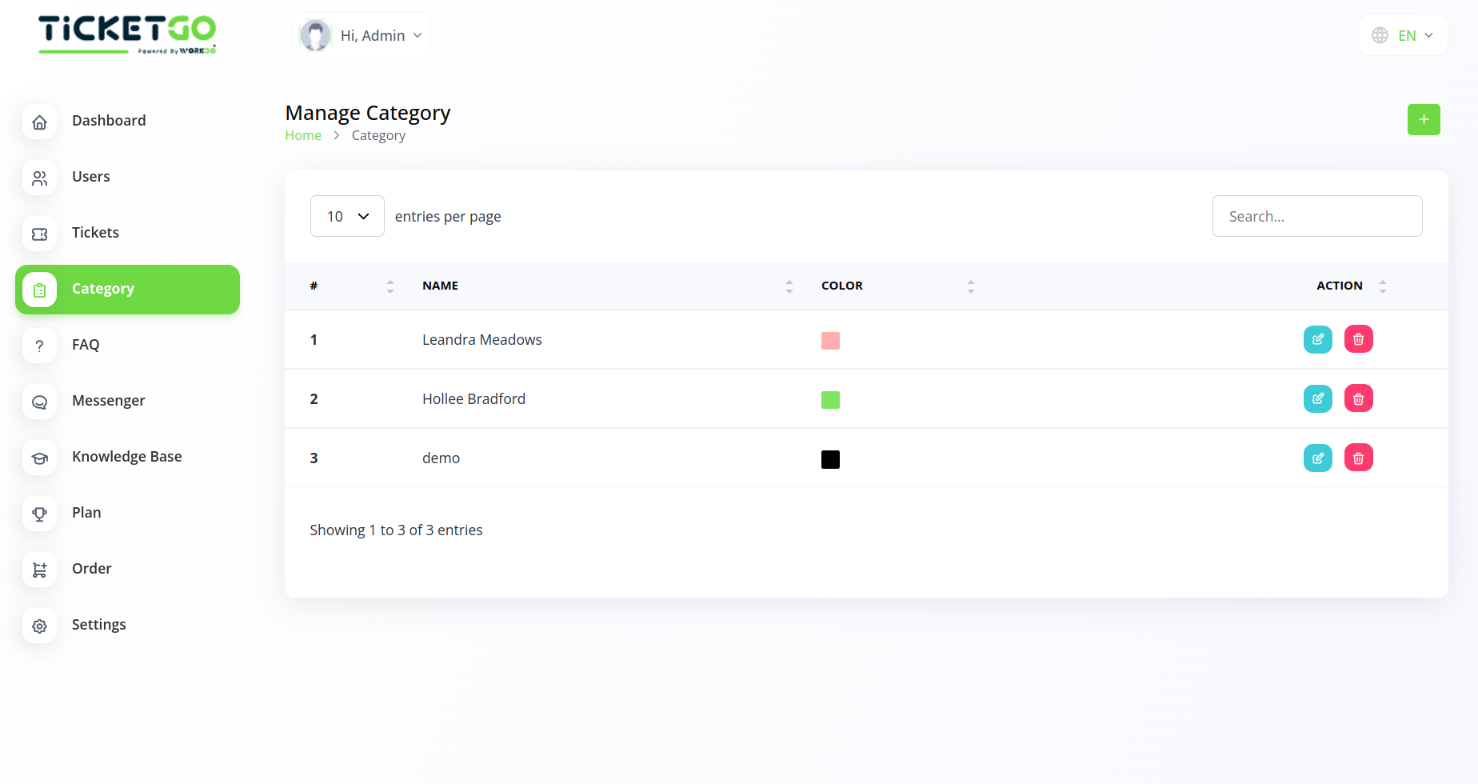 TiCKETGO
Powered By WORKDO
Hi, Admin
EN
Dashboard
Users
Tickets
Category
FAQ
Messenger
Knowledge Base
Plan
Order
Settings
Manage Category
Home > Category
+
10 entries per page
Search...
# NAME COLOR ACTION
1 Leandra Meadows
2 Hollee Bradford
3 demo
Showing 1 to 3 of 3 entries